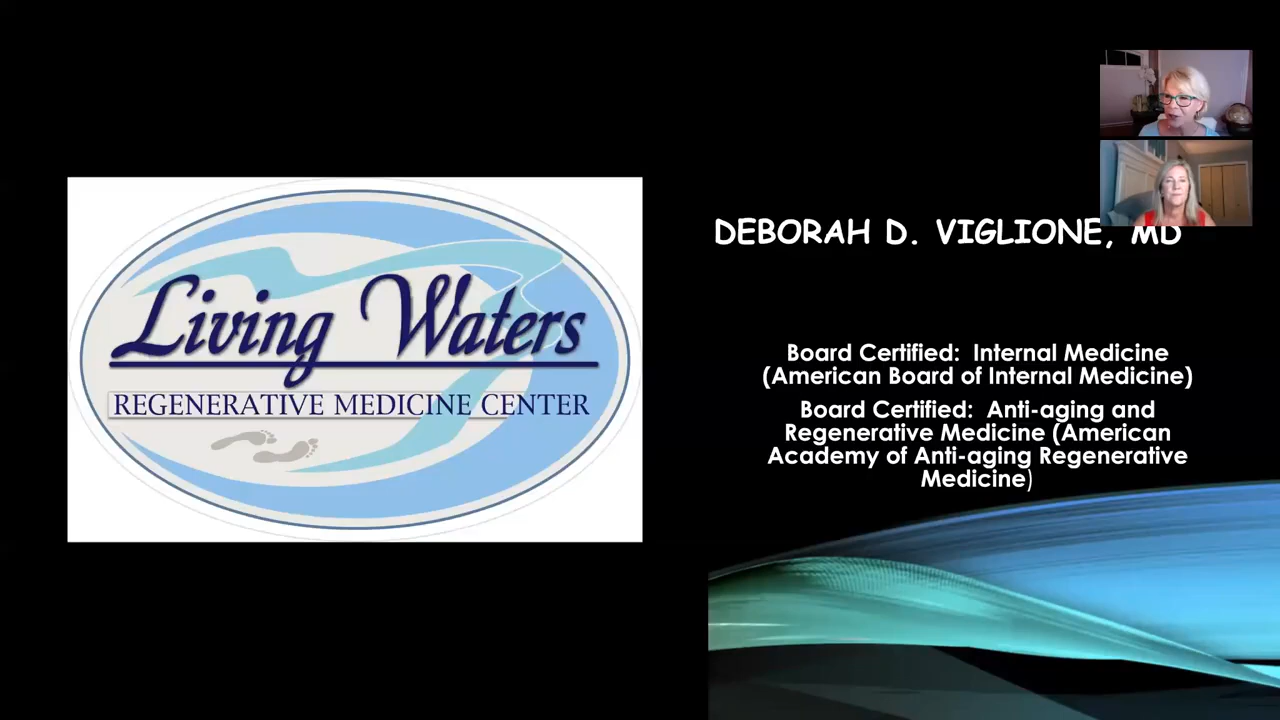 Living Waters
REGENERATIVE MEDICINE CENTER
DEBORAH D. VIGLIONE, MD
Board Certified: Internal Medicine
(American Board of Internal Medicine)
Board Certified: Anti-aging and
Regenerative Medicine (American
Academy of Anti-aging Regenerative
Medicine)